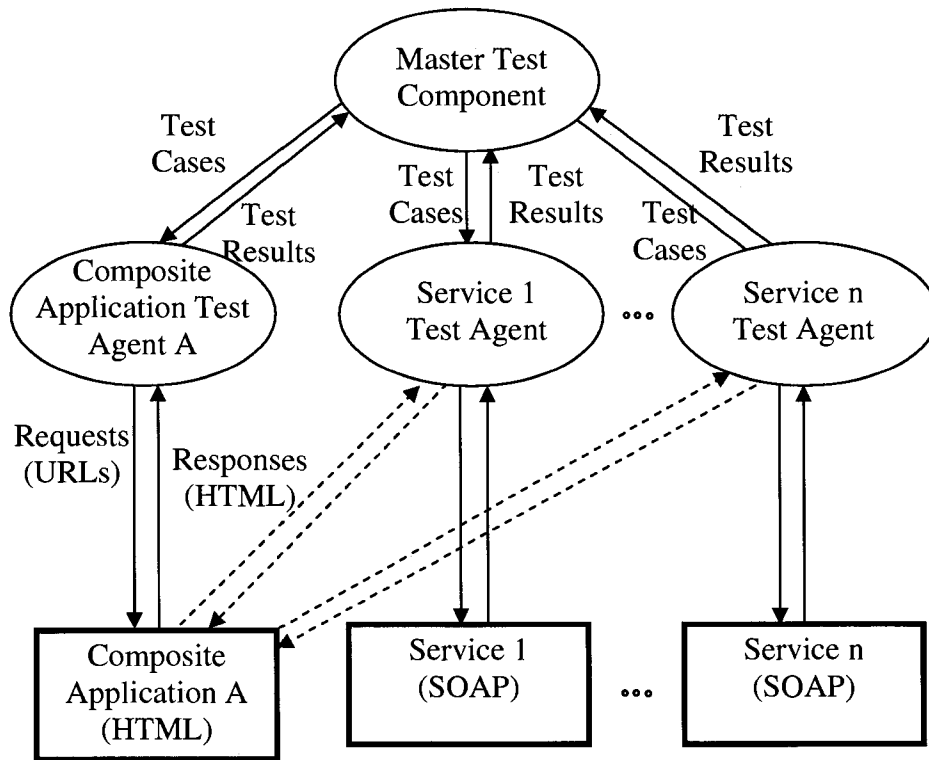 Master Test
Component
Test
Cases
Test
Results
Test
Cases
Test
Results
Test
Cases
Test
Results
Composite
Application Test
Agent A
Service 1
Test Agent
Service n
Test Agent
Requests
(URLs)
Responses
(HTML)
Composite
Application A
(HTML)
Service 1
(SOAP)
Service n
(SOAP)